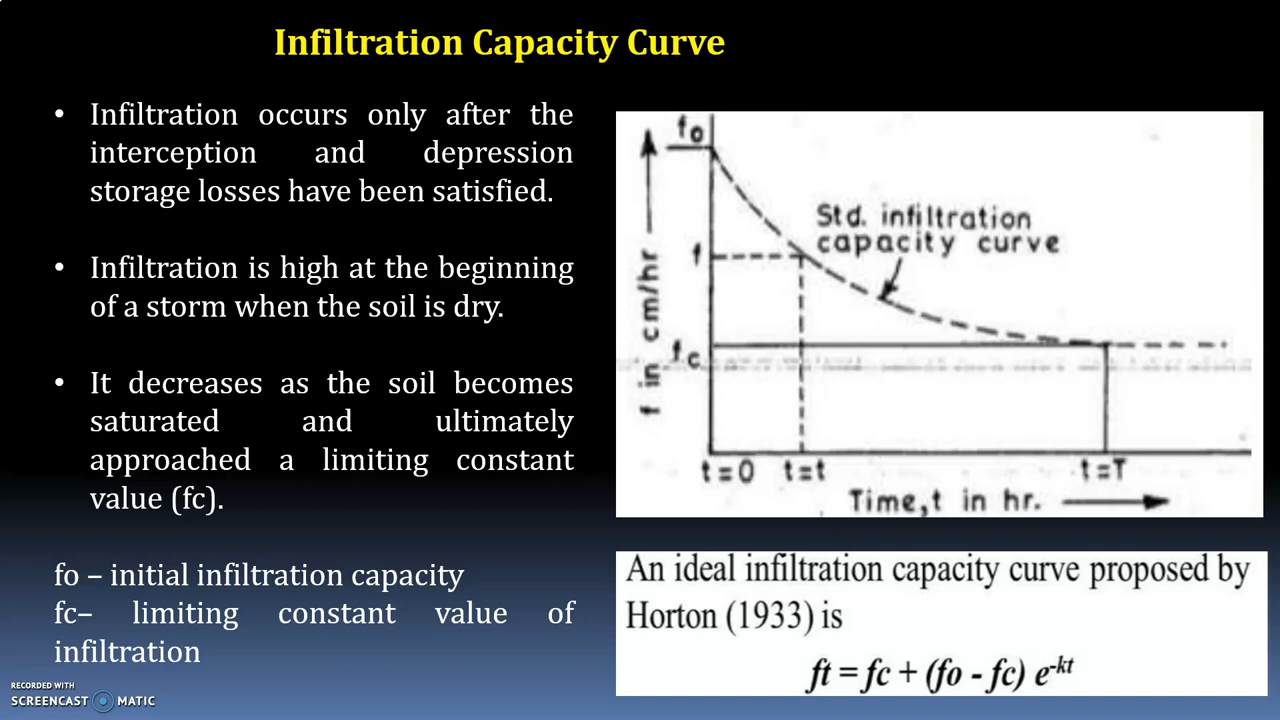 Infiltration Capacity Curve
• Infiltration occurs only after the
interception and depression
storage losses have been satisfied.
• Infiltration is high at the beginning
of a storm when the soil is dry.
• It decreases as the soil becomes
saturated and ultimately
approached a limiting constant
value (fc).
fo – initial infiltration capacity
fc– limiting constant value of
infiltration
RECORDED WITH
SCREENCAST MATIC
f in cm/hr
fo
Std. infiltration
capacity curve
f
fc
t=0 t=t t=T
Time, t in hr.
An ideal infiltration capacity curve proposed by
Horton (1933) is
ft = fc + (fo - fc) e^-kt